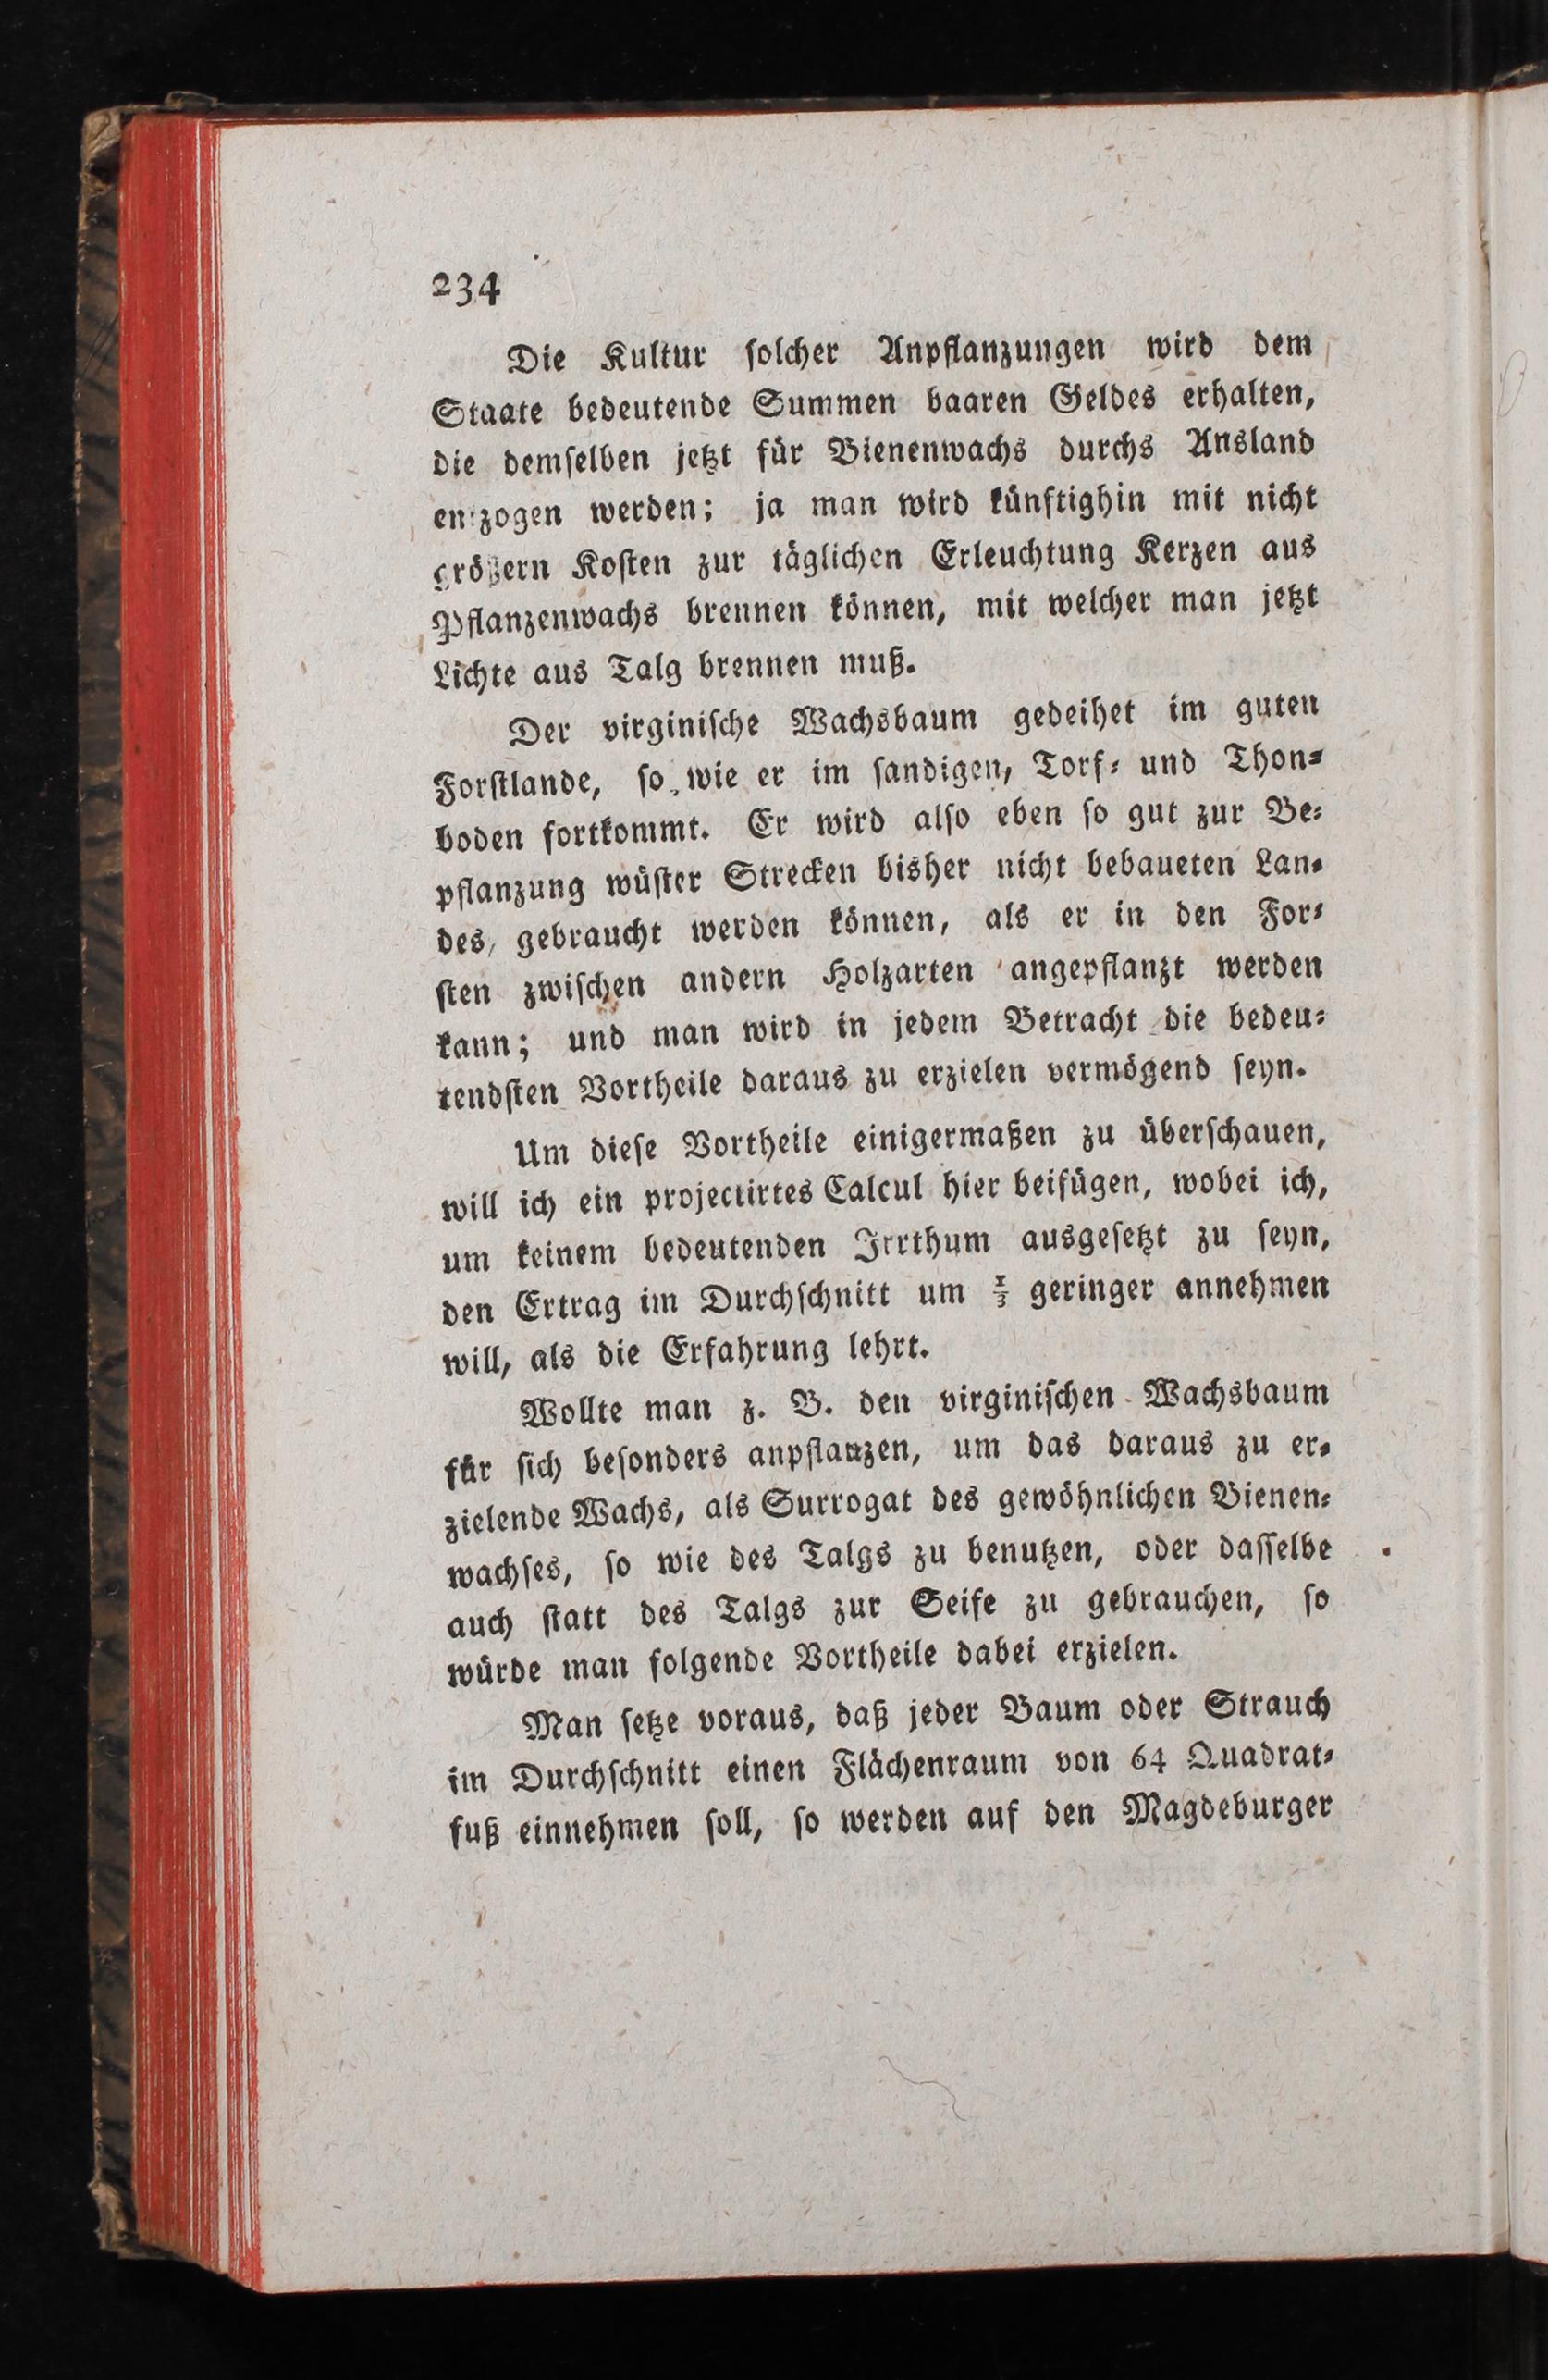 234
Die Kultur ſolcher Anpflanzungen wird dem
Staate bedeutende Summen baaren Geldes erhalten,
die demſelben jetzt für Bienenwachs durchs Ansland
entzogen werden; ja man wird künftighin mit nicht
größern Koſten zur täglichen Erleuchtung Kerzen aus
Pflanzenwachs brennen können, mit welcher man jetzt
Lichte aus Talg brennen muß.
Der virginiſche Wachsbaum gedeihet im guten
Forſtlande, ſo wie er im ſandigen, Torf- und Thon-
boden fortkommt. Er wird alſo eben ſo gut zur Be-
pflanzung wüſter Strecken bisher nicht bebaueten Lan-
des, gebraucht werden können, als er in den For-
ſten zwiſchen andern Holzarten angepflanzt werden
kann; und man wird in jedem Betracht die bedeu-
tendſten Vortheile daraus zu erzielen vermögend ſeyn.
Um dieſe Vortheile einigermaßen zu überſchauen,
will ich ein projectirtes Calcul hier beifügen, wobei ich,
um keinem bedeutenden Irrthum ausgeſetzt zu ſeyn,
den Ertrag im Durchſchnitt um ⅓ geringer annehmen
will, als die Erfahrung lehrt.
Wollte man z. B. den virginiſchen Wachsbaum
für ſich beſonders anpflanzen, um das daraus zu er-
zielende Wachs, als Surrogat des gewöhnlichen Bienen-
wachſes, ſo wie des Talgs zu benutzen, oder daſſelbe
auch ſtatt des Talgs zur Seife zu gebrauchen, ſo
würde man folgende Vortheile dabei erzielen.
Man ſetze voraus, daß jeder Baum oder Strauch
im Durchſchnitt einen Flächenraum von 64 Quadrat-
fuß einnehmen ſoll, ſo werden auf den Magdeburger